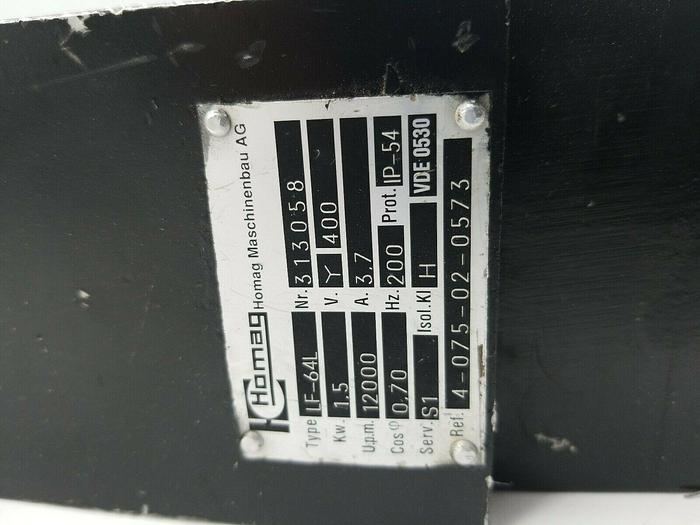 Homag Homag Maschinenbau AG
Type LF-64L Nr. 313058
Kw. 1.5 V. Y 400
U.p.m. 12000 A. 3,7
Cos φ 0,70 Hz. 200 Prot. IP-54
Serv. S1 Isol.Kl H VDE 0530
Ref. 4-075-02-0573